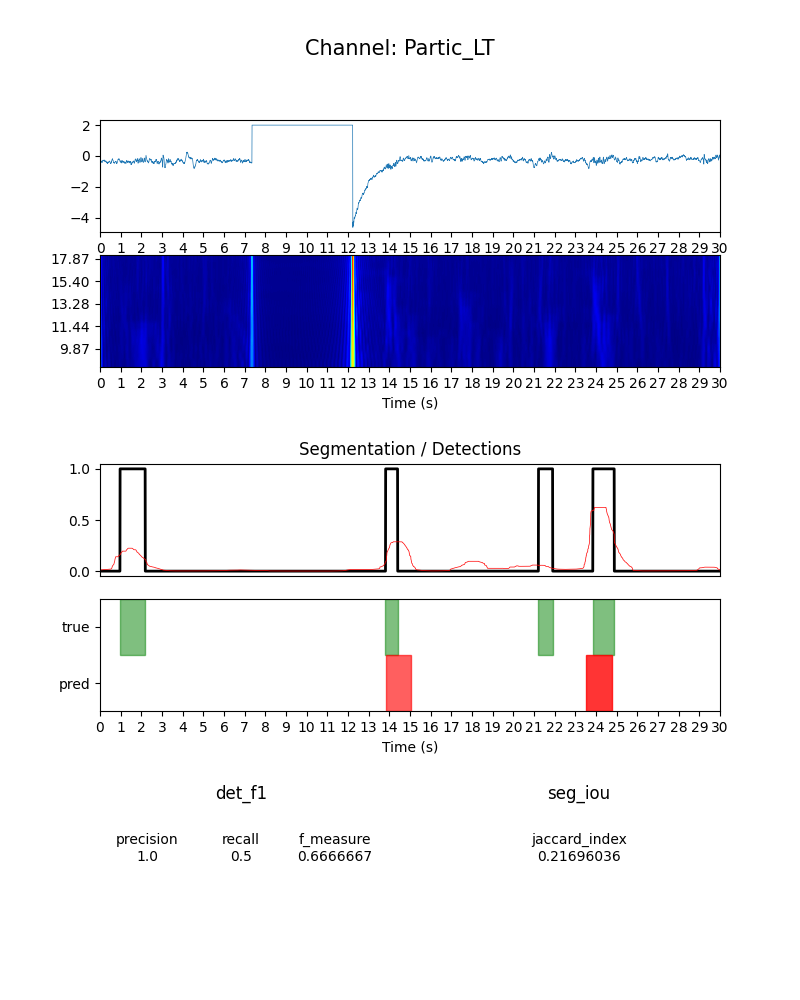 Channel: Partic_LT
2
0
−2
−4
0 1 2 3 4 5 6 7 8 9 10 11 12 13 14 15 16 17 18 19 20 21 22 23 24 25 26 27 28 29 30
17.87
15.40
13.28
11.44
9.87
0 1 2 3 4 5 6 7 8 9 10 11 12 13 14 15 16 17 18 19 20 21 22 23 24 25 26 27 28 29 30
Time (s)
Segmentation / Detections
1.0
0.5
0.0
true
pred
0 1 2 3 4 5 6 7 8 9 10 11 12 13 14 15 16 17 18 19 20 21 22 23 24 25 26 27 28 29 30
Time (s)
det_f1 seg_iou
precision recall f_measure jaccard_index
1.0 0.5 0.6666667 0.21696036